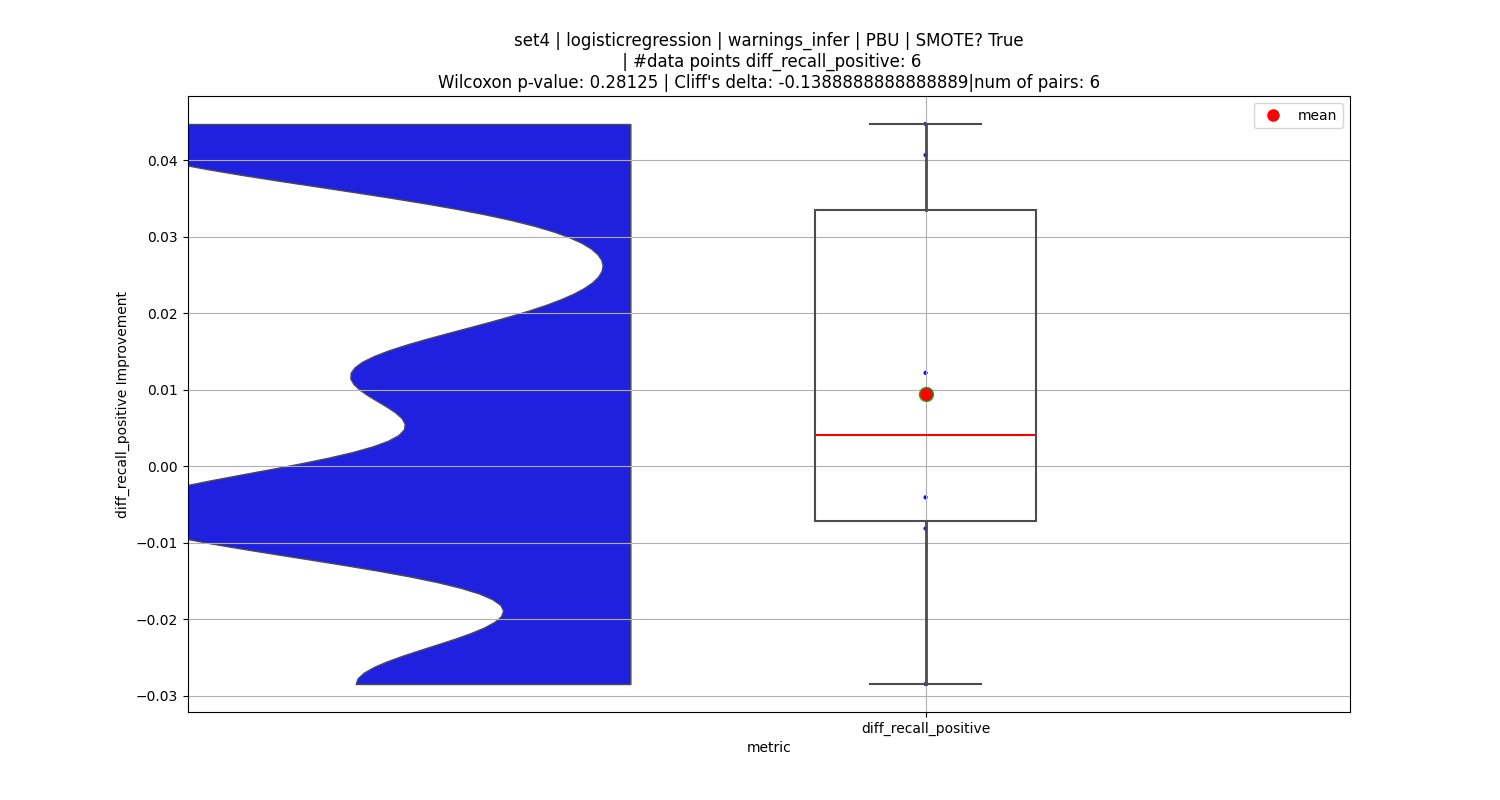 set4 | logisticregression | warnings_infer | PBU | SMOTE? True
| #data points diff_recall_positive: 6
Wilcoxon p-value: 0.28125 | Cliff's delta: -0.1388888888888889|num of pairs: 6
mean
0.04
0.03
0.02
0.01
0.00
−0.01
−0.02
−0.03
diff_recall_positive Improvement
diff_recall_positive
metric